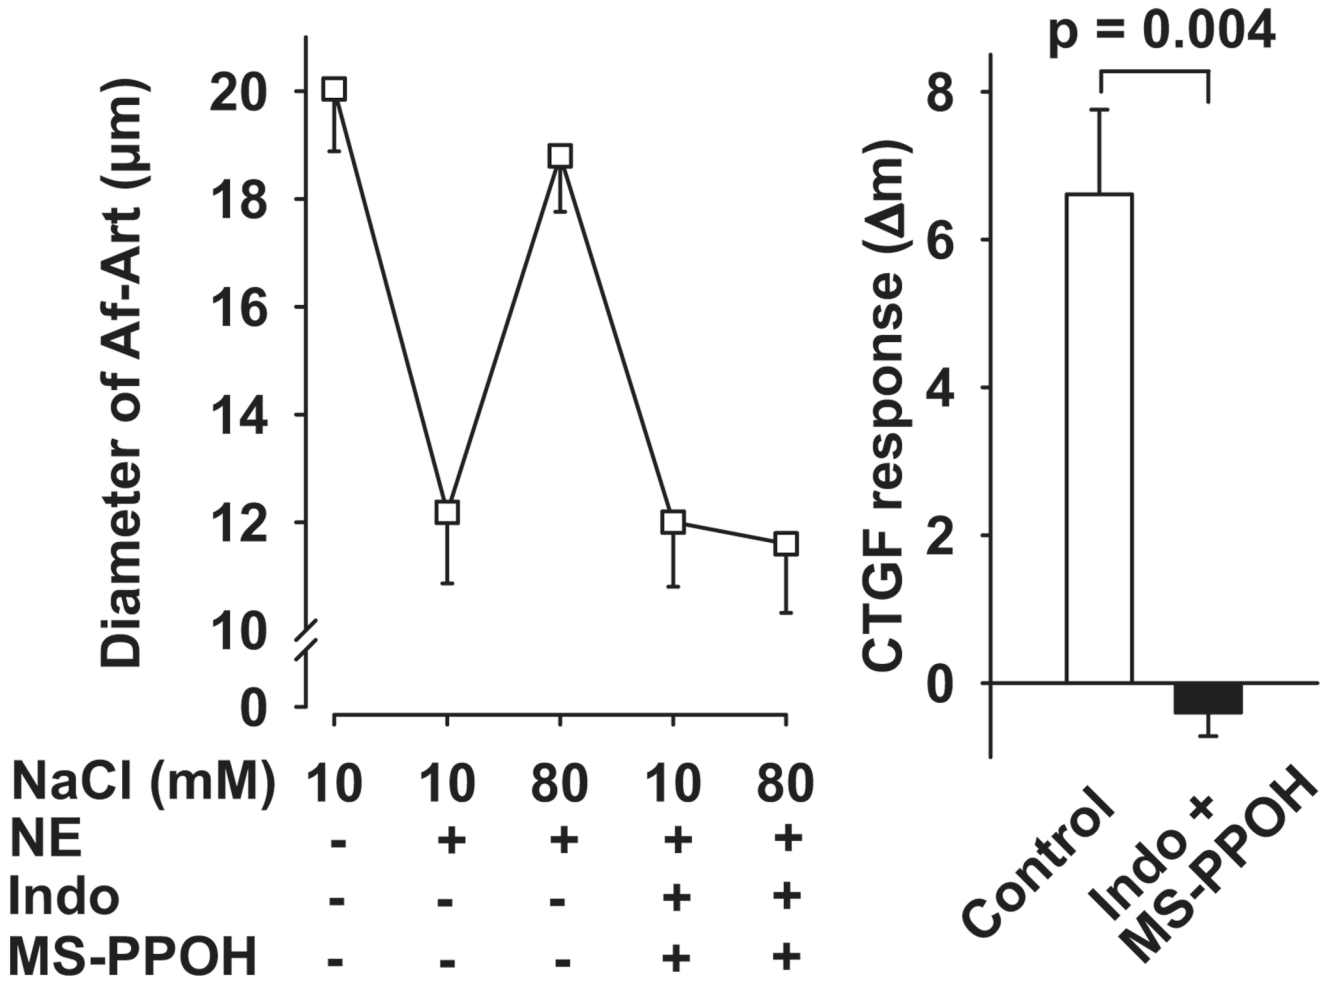 Diameter of Af-Art (µm)
20
18
16
14
12
10
0
NaCl (mM) 10 10 80 10 80
NE - + + + +
Indo - - - + +
MS-PPOH - - - + +
p = 0.004
CTGF response (Δm)
8
6
4
2
0
Control
Indo +
MS-PPOH